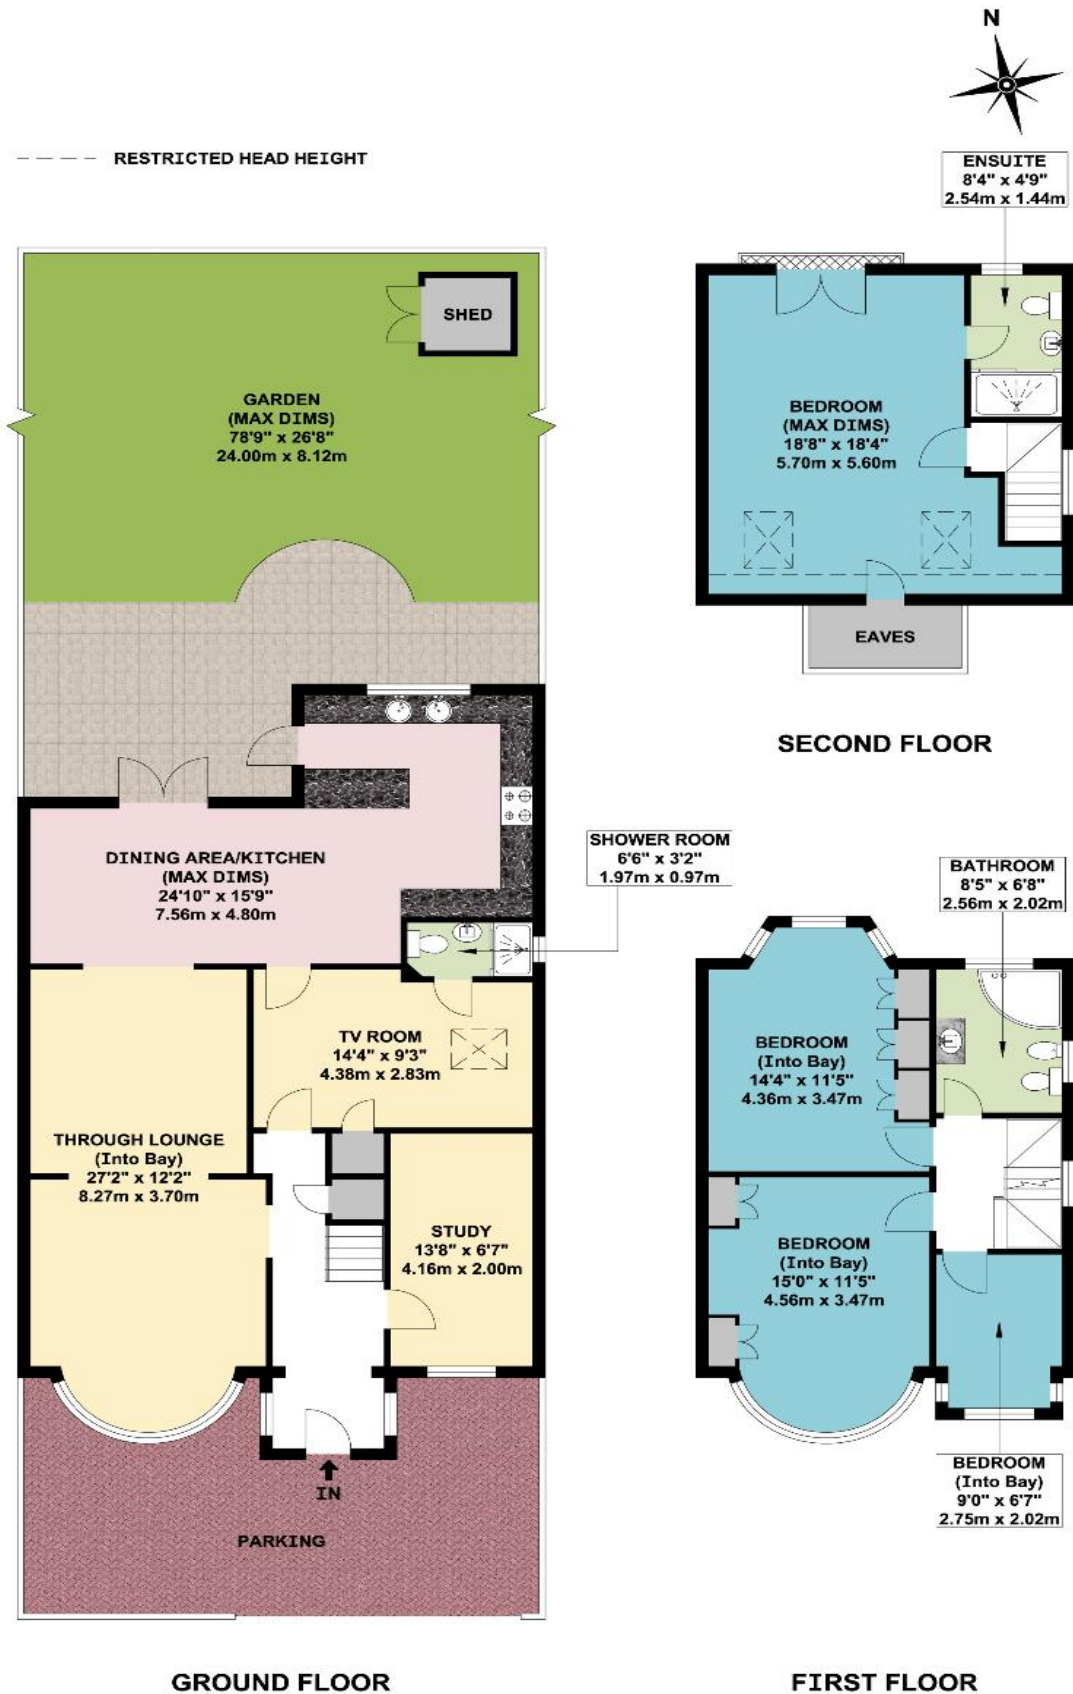 N
RESTRICTED HEAD HEIGHT
ENSUITE
8'4" x 4'9"
2.54m x 1.44m
SHED
GARDEN
(MAX DIMS)
78'9" x 26'8"
24.00m x 8.12m
BEDROOM
(MAX DIMS)
18'8" x 18'4"
5.70m x 5.60m
EAVES
SECOND FLOOR
DINING AREA/KITCHEN
(MAX DIMS)
24'10" x 15'9"
7.56m x 4.80m
SHOWER ROOM
6'6" x 3'2"
1.97m x 0.97m
BATHROOM
8'5" x 6'8"
2.56m x 2.02m
TV ROOM
14'4" x 9'3"
4.38m x 2.83m
BEDROOM
(Into Bay)
14'4" x 11'5"
4.36m x 3.47m
THROUGH LOUNGE
(Into Bay)
27'2" x 12'2"
8.27m x 3.70m
STUDY
13'8" x 6'7"
4.16m x 2.00m
BEDROOM
(Into Bay)
15'0" x 11'5"
4.56m x 3.47m
IN
BEDROOM
(Into Bay)
9'0" x 6'7"
2.75m x 2.02m
PARKING
GROUND FLOOR
FIRST FLOOR